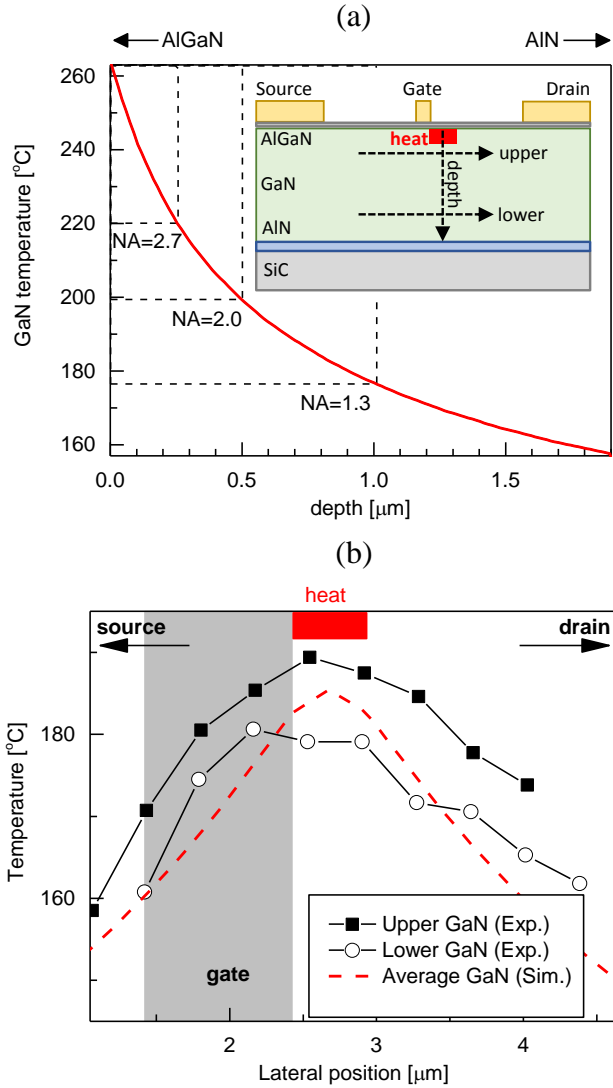 (a)
AlGaN AlN
260
240
220
200
180
160
GaN temperature [°C]
Source Gate Drain
AlGaN heat
upper
depth
GaN
lower
AlN
SiC
NA=2.7
NA=2.0
NA=1.3
0.0 0.5 1.0 1.5
depth [μm]
(b)
heat
source drain
180
160
Temperature [°C]
gate
Upper GaN (Exp.)
Lower GaN (Exp.)
Average GaN (Sim.)
2 3 4
Lateral position [μm]